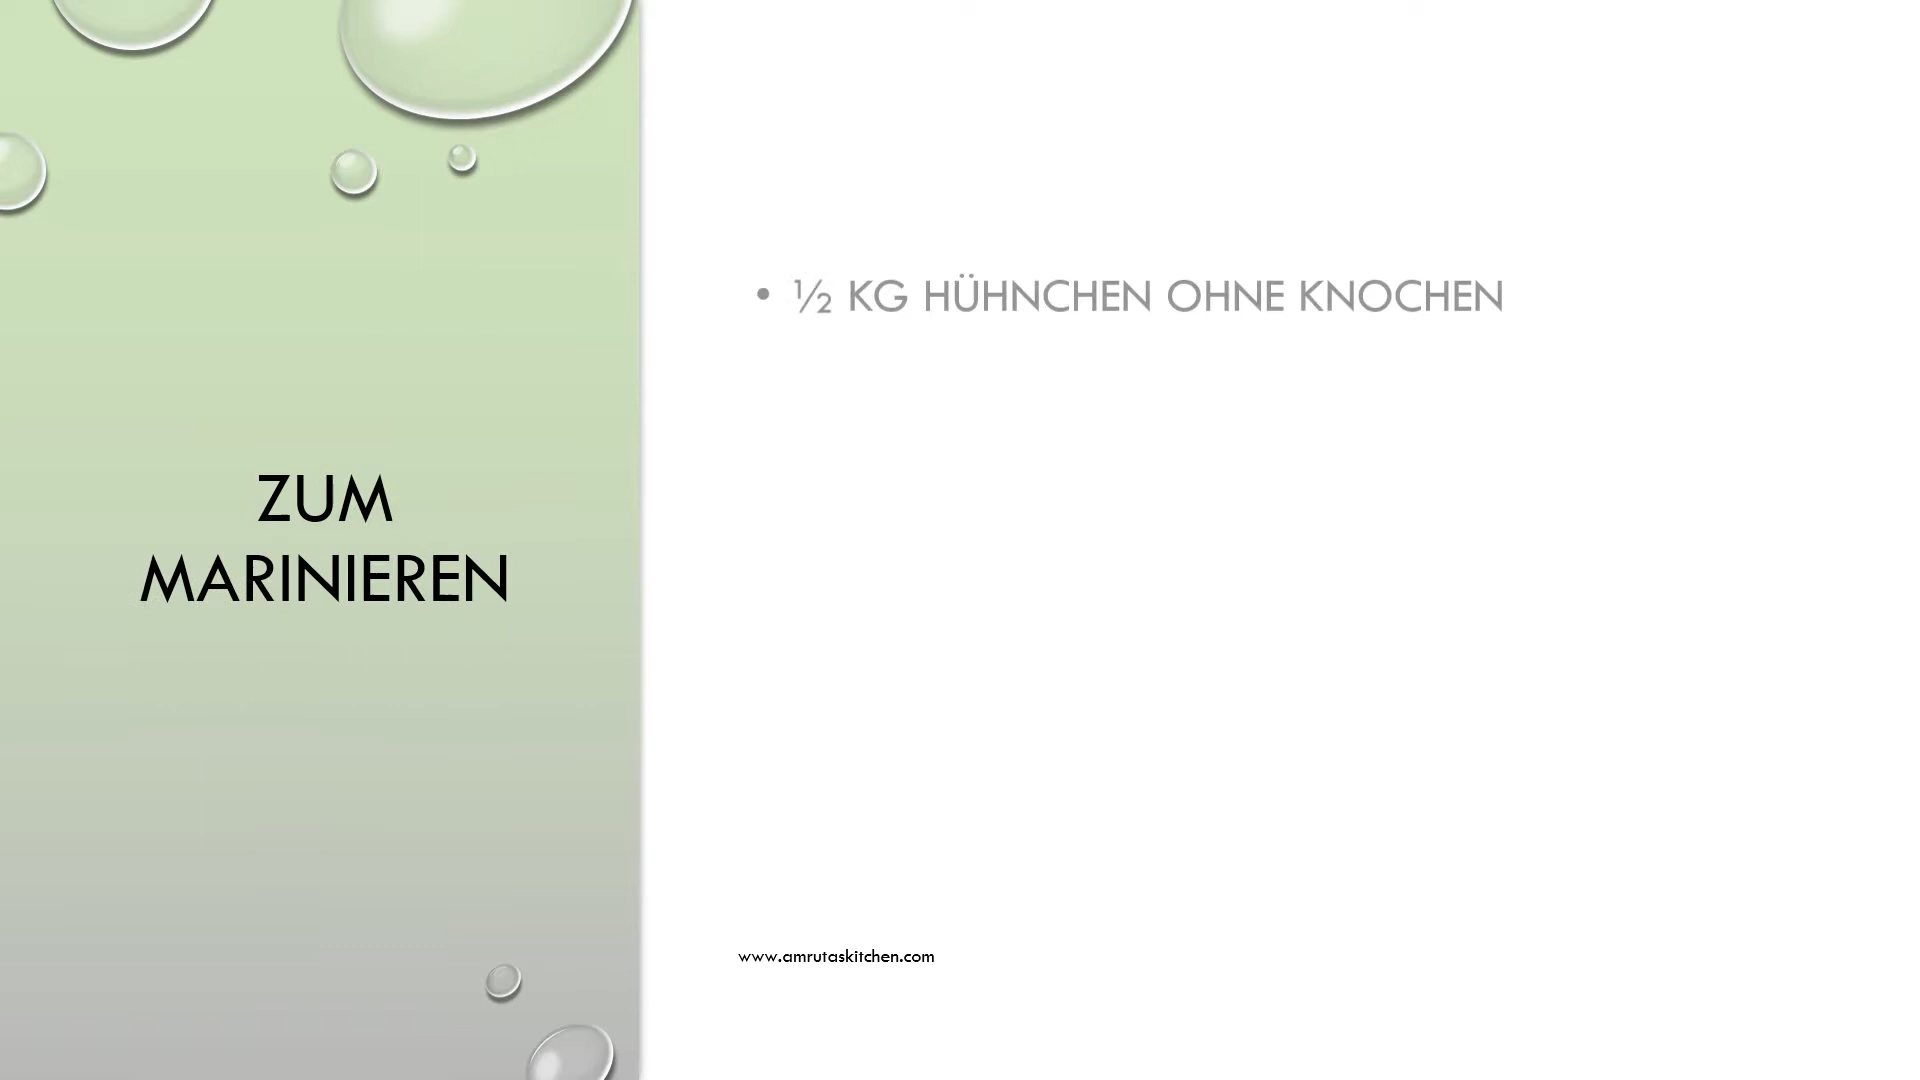 ZUM
MARINIEREN
• ½ KG HÜHNCHEN OHNE KNOCHEN
www.amrutaskitchen.com